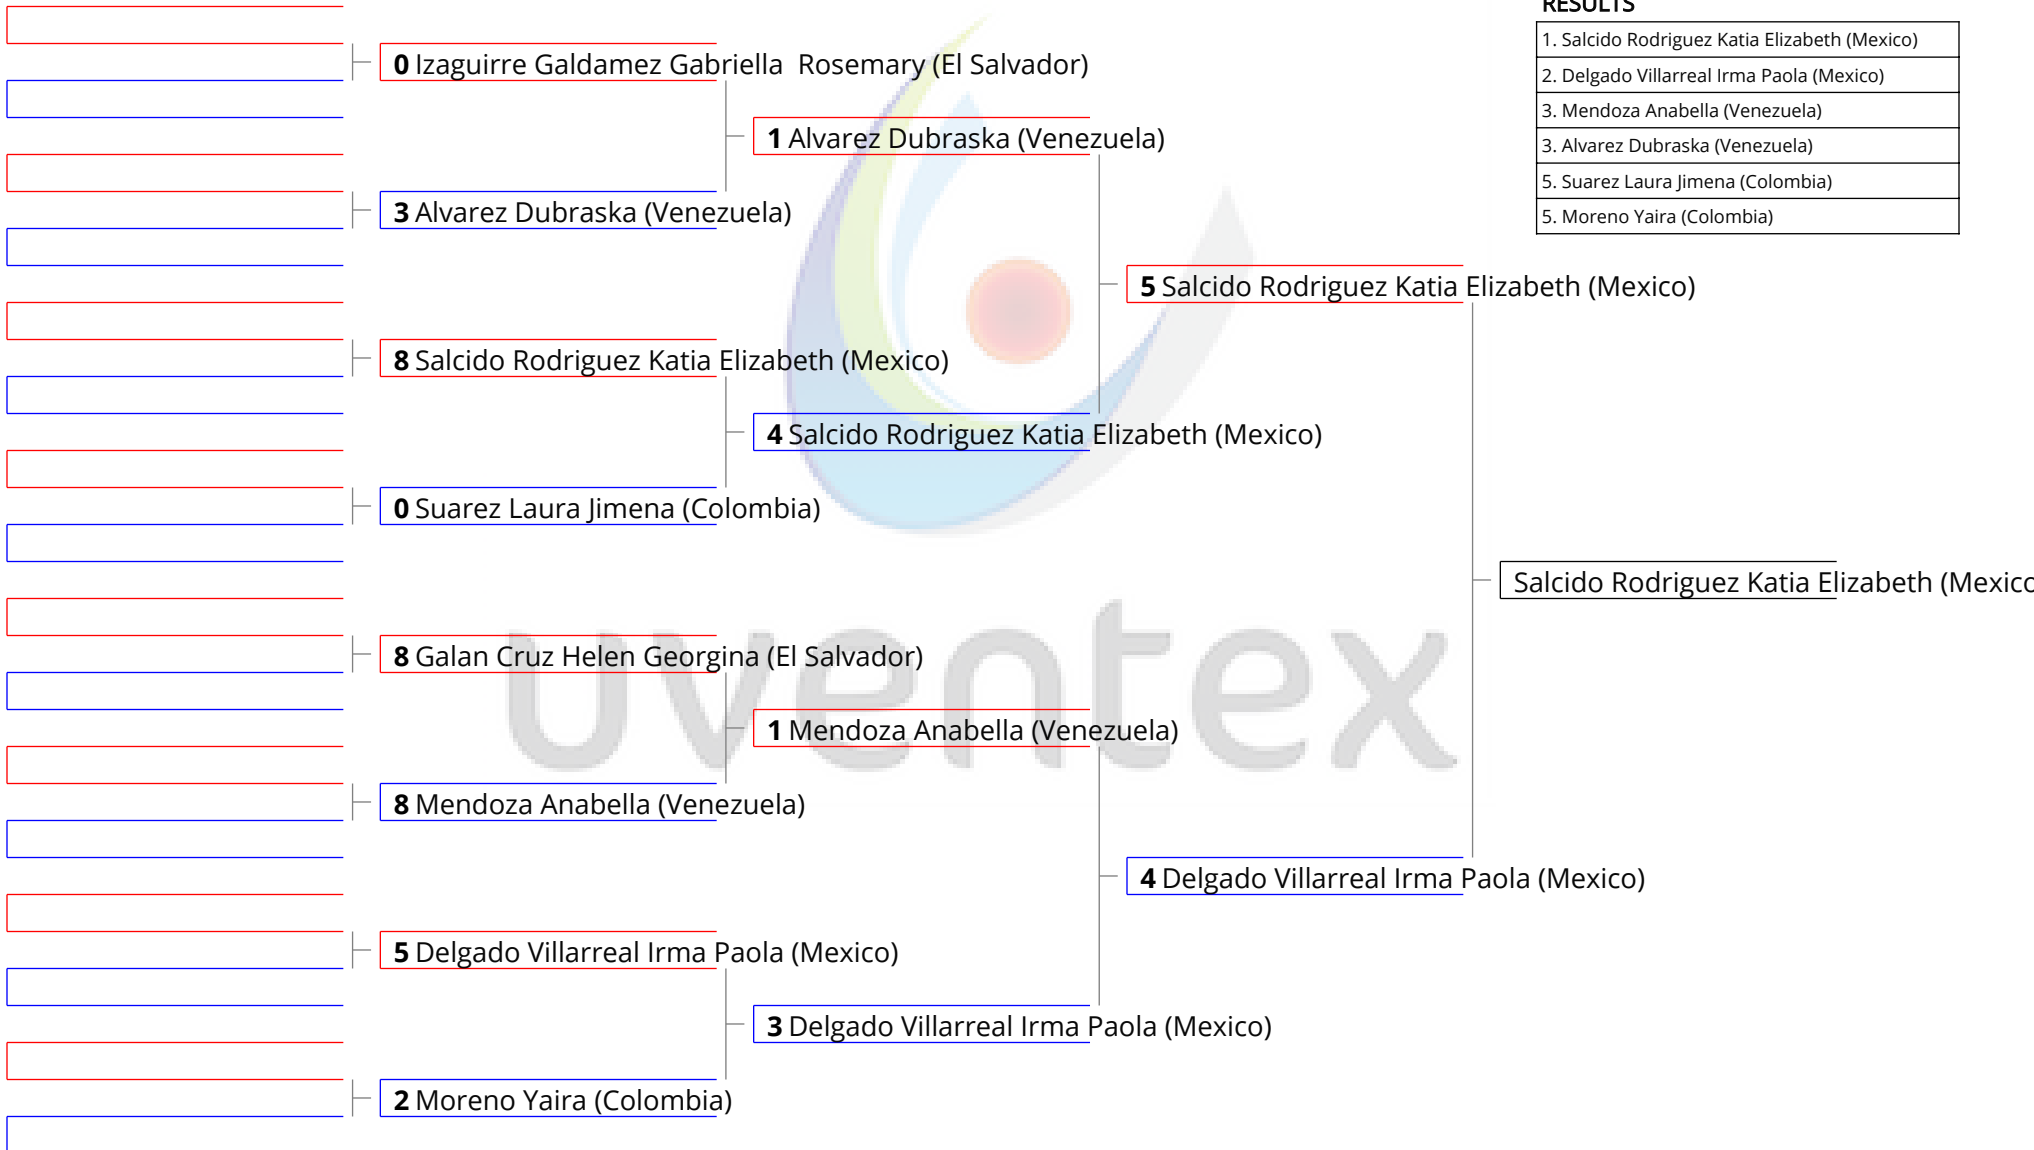 RESULTS
1. Salcido Rodriguez Katia Elizabeth (Mexico)
2. Delgado Villarreal Irma Paola (Mexico)
3. Mendoza Anabella (Venezuela)
3. Alvarez Dubraska (Venezuela)
5. Suarez Laura Jimena (Colombia)
5. Moreno Yaira (Colombia)
0 Izaguirre Galdamez Gabriella  Rosemary (El Salvador)
1 Alvarez Dubraska (Venezuela)
3 Alvarez Dubraska (Venezuela)
5 Salcido Rodriguez Katia Elizabeth (Mexico)
8 Salcido Rodriguez Katia Elizabeth (Mexico)
4 Salcido Rodriguez Katia Elizabeth (Mexico)
0 Suarez Laura Jimena (Colombia)
Salcido Rodriguez Katia Elizabeth (Mexico
8 Galan Cruz Helen Georgina (El Salvador)
uventex
1 Mendoza Anabella (Venezuela)
8 Mendoza Anabella (Venezuela)
4 Delgado Villarreal Irma Paola (Mexico)
5 Delgado Villarreal Irma Paola (Mexico)
3 Delgado Villarreal Irma Paola (Mexico)
2 Moreno Yaira (Colombia)